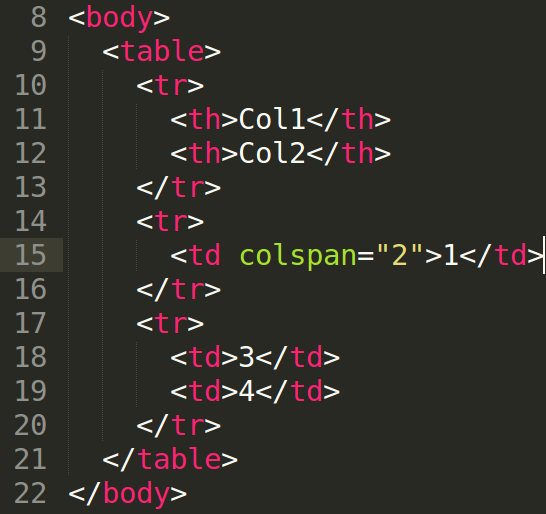 8 <body>
9   <table>
10     <tr>
11       <th>Col1</th>
12       <th>Col2</th>
13     </tr>
14     <tr>
15       <td colspan="2">1</td>
16     </tr>
17     <tr>
18       <td>3</td>
19       <td>4</td>
20     </tr>
21   </table>
22 </body>